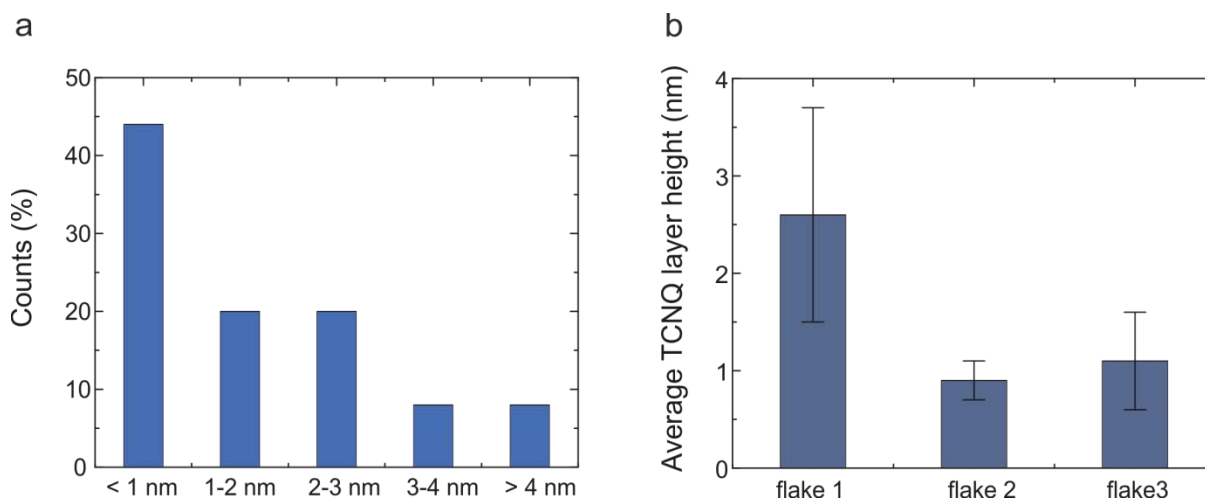 a
Counts (%)
50
40
30
20
10
0
< 1 nm
1-2 nm
2-3 nm
3-4 nm
> 4 nm
b
Average TCNQ layer height (nm)
4
3
2
1
0
flake 1
flake 2
flake3